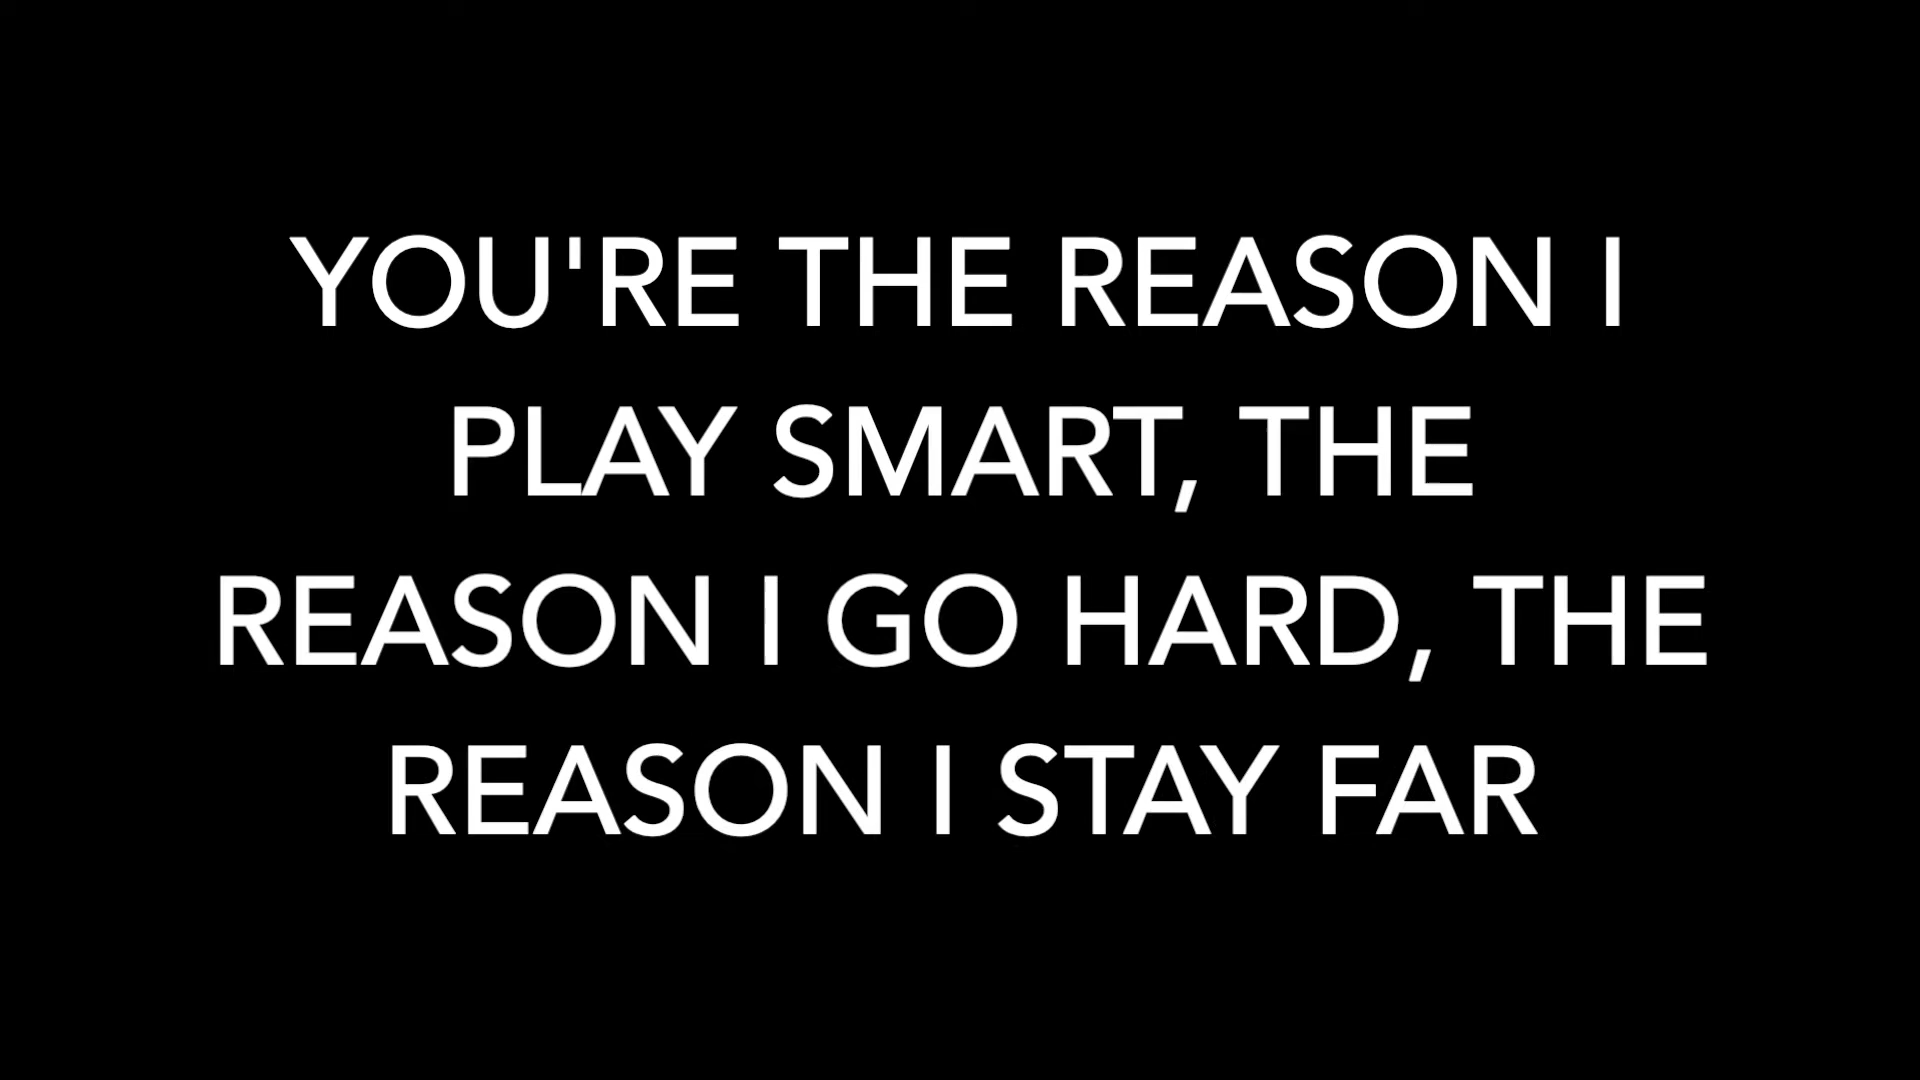 YOU'RE THE REASON I
PLAY SMART, THE
REASON I GO HARD, THE
REASON I STAY FAR